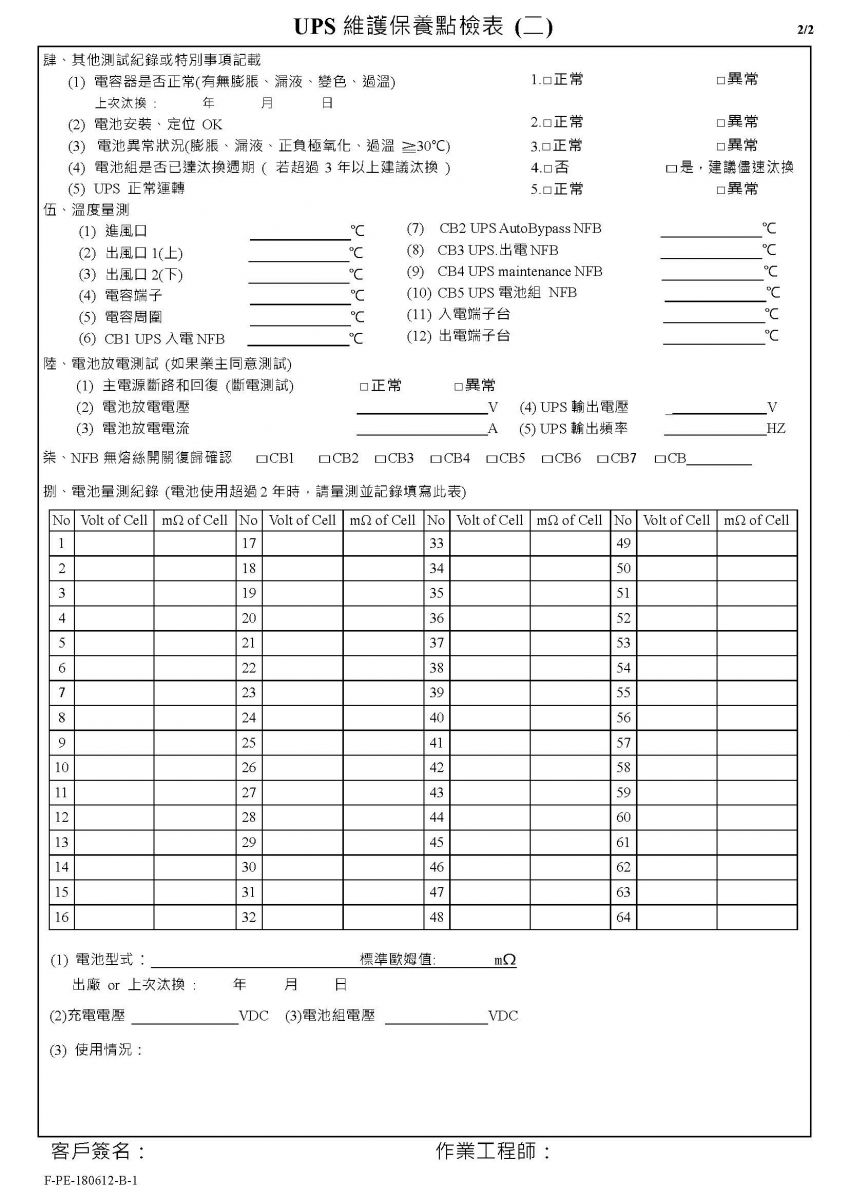 UPS 維護保養點檢表 (二)
2/2
肆、其他測試紀錄或特別事項記載
(1) 電容器是否正常(有無膨脹、漏液、變色、過溫) 1.□正常 □異常
上次汰換： 年 月 日
(2) 電池安裝、定位 OK 2.□正常 □異常
(3) 電池異常狀況(膨脹、漏液、正負極氧化、過溫 ≧30℃) 3.□正常 □異常
(4) 電池組是否已達汰換週期 ( 若超過 3 年以上建議汰換 ) 4.□否 □是，建議儘速汰換
(5) UPS 正常運轉 5.□正常 □異常
伍、溫度量測
(1) 進風口 ________℃ (7) CB2 UPS AutoBypass NFB ________℃
(2) 出風口 1(上) ________℃ (8) CB3 UPS.出電 NFB ________℃
(3) 出風口 2(下) ________℃ (9) CB4 UPS maintenance NFB ________℃
(4) 電容端子 ________℃ (10) CB5 UPS 電池組 NFB ________℃
(5) 電容周圍 ________℃ (11) 入電端子台 ________℃
(6) CB1 UPS 入電 NFB ________℃ (12) 出電端子台 ________℃
陸、電池放電測試 (如果業主同意測試)
(1) 主電源斷路和回復 (斷電測試) □正常 □異常
(2) 電池放電電壓 ________V (4) UPS 輸出電壓 ________V
(3) 電池放電電流 ________A (5) UPS 輸出頻率 ________HZ
柒、NFB 無熔絲開關復歸確認 □CB1 □CB2 □CB3 □CB4 □CB5 □CB6 □CB7 □CB________
捌、電池量測紀錄 (電池使用超過 2 年時，請量測並記錄填寫此表)
No Volt of Cell mΩ of Cell No Volt of Cell mΩ of Cell No Volt of Cell mΩ of Cell No Volt of Cell mΩ of Cell
1 17 33 49
2 18 34 50
3 19 35 51
4 20 36 52
5 21 37 53
6 22 38 54
7 23 39 55
8 24 40 56
9 25 41 57
10 26 42 58
11 27 43 59
12 28 44 60
13 29 45 61
14 30 46 62
15 31 47 63
16 32 48 64
(1) 電池型式：________ 標準歐姆值: mΩ
出廠 or 上次汰換： 年 月 日
(2)充電電壓 ________VDC (3)電池組電壓 ________VDC
(3) 使用情況：
客戶簽名： 作業工程師：
F-PE-180612-B-1